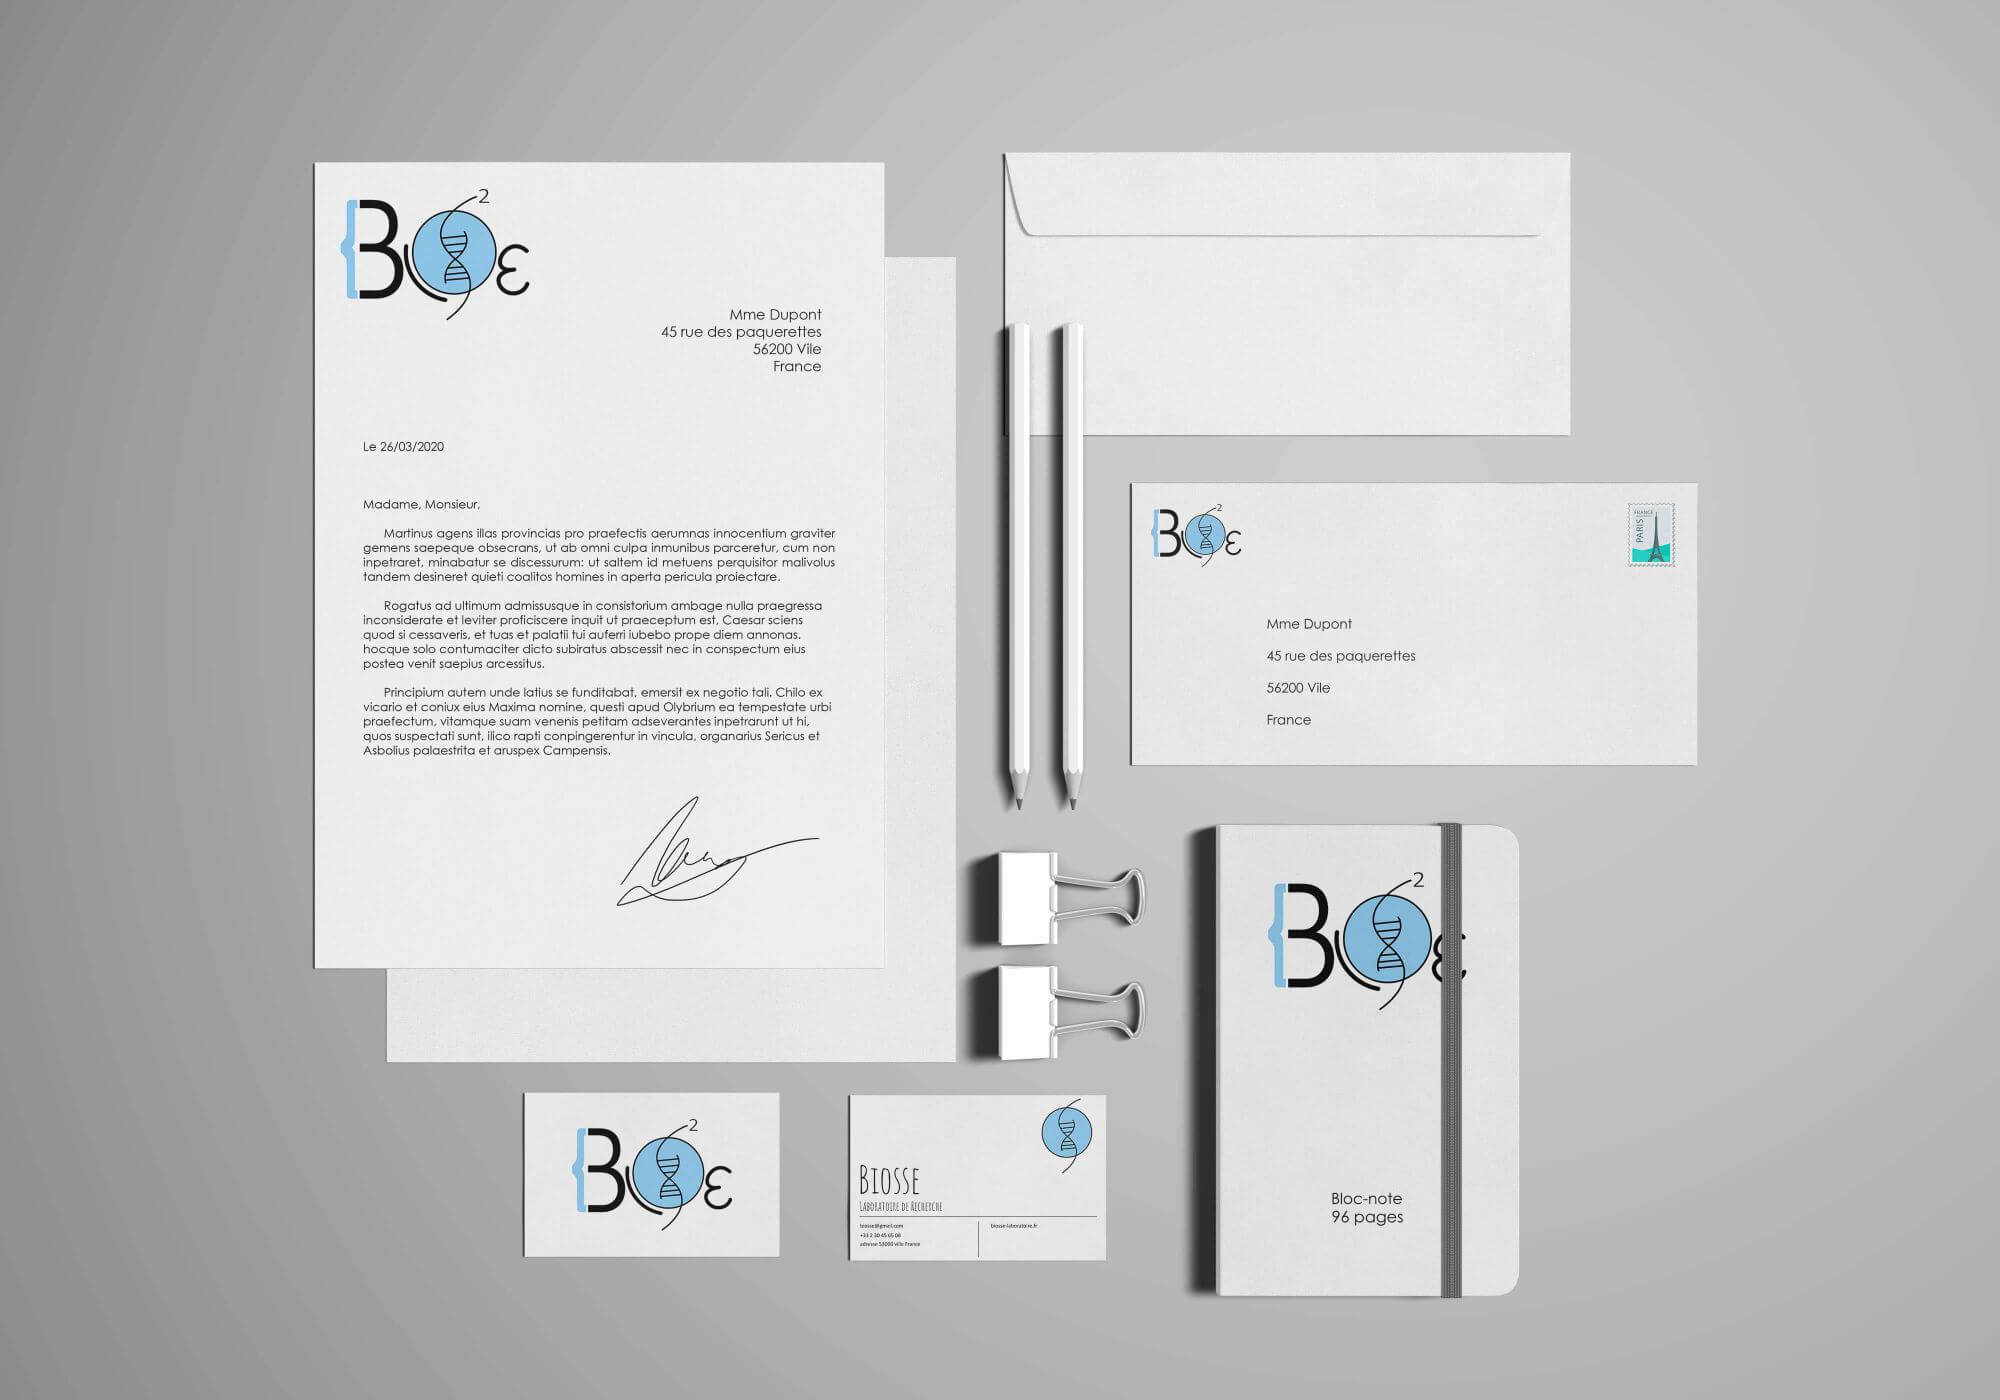 2
Mme Dupont
45 rue des paquerettes
56200 Vile
France
Le 26/03/2020
Madame, Monsieur,
Martinus agens illas provincias pro praefectis aerumnas innocentium graviter
gemens saepeque obsecrans, ut ab omni culpa inmunibus parceretur, cum non
inpetraret, minabatur se discessurum: ut saltem id metuens perquisitor malivolus
tandem desineret quieti coalitos homines in aperta pericula proiectare.
Rogatus ad ultimum admissusque in consistorium ambage nulla praegressa
inconsiderate et leviter proficiscere inquit ut praeceptum est, Caesar sciens
quod si cessaveris, et tuas et palatii tui auferri iubebo prope diem annonas.
hocque solo contumaciter dicto subiratus abscessit nec in conspectum eius
postea venit saepius arcessitus.
Principium autem unde latius se funditabat, emersit ex negotio tali. Chilo ex
vicario et coniux eius Maxima nomine, questi apud Olybrium ea tempestate urbi
praefectum, vitamque suam venenis petitam adseverantes inpetrarunt ut hi,
quos suspectati sunt, ilico rapti conpingerentur in vincula, organarius Sericus et
Asbolius palaestrita et aruspex Campensis.
2
FRANCE
PARIS
Mme Dupont
45 rue des paquerettes
56200 Vile
France
2
Bloc-note
96 pages
2
Biosse
Laboratoire de Recherche
biosse@gmail.com
+33 2 30 45 65 08
adresse 53000 ville France
biosse-laboratoire.fr